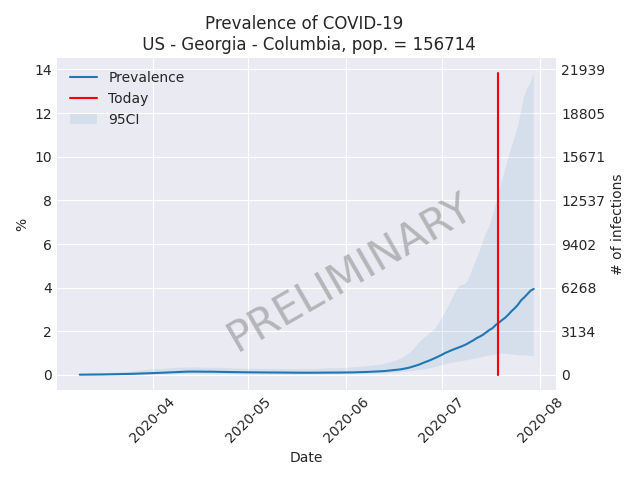 Prevalence of COVID-19
US - Georgia - Columbia, pop. = 156714
14
12
10
8
6
4
2
0
%
Prevalence
Today
95CI
PRELIMINARY
21939
18805
15671
12537
9402
6268
3134
0
# of infections
2020-04
2020-05
2020-06
2020-07
2020-08
Date